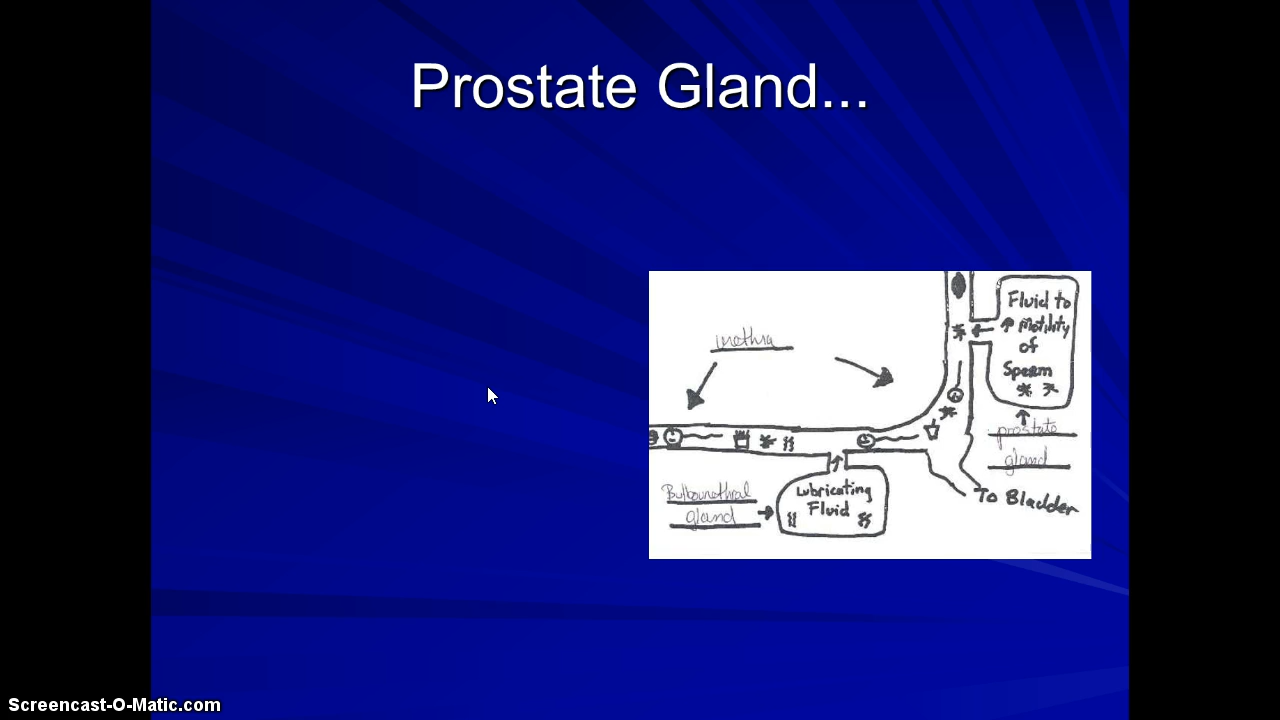 Prostate Gland...
Fluid to
↑ Motility
of
Sperm
urethra
prostate
gland
Bulbourethral
gland
Lubricating
Fluid
To Bladder
Screencast-O-Matic.com